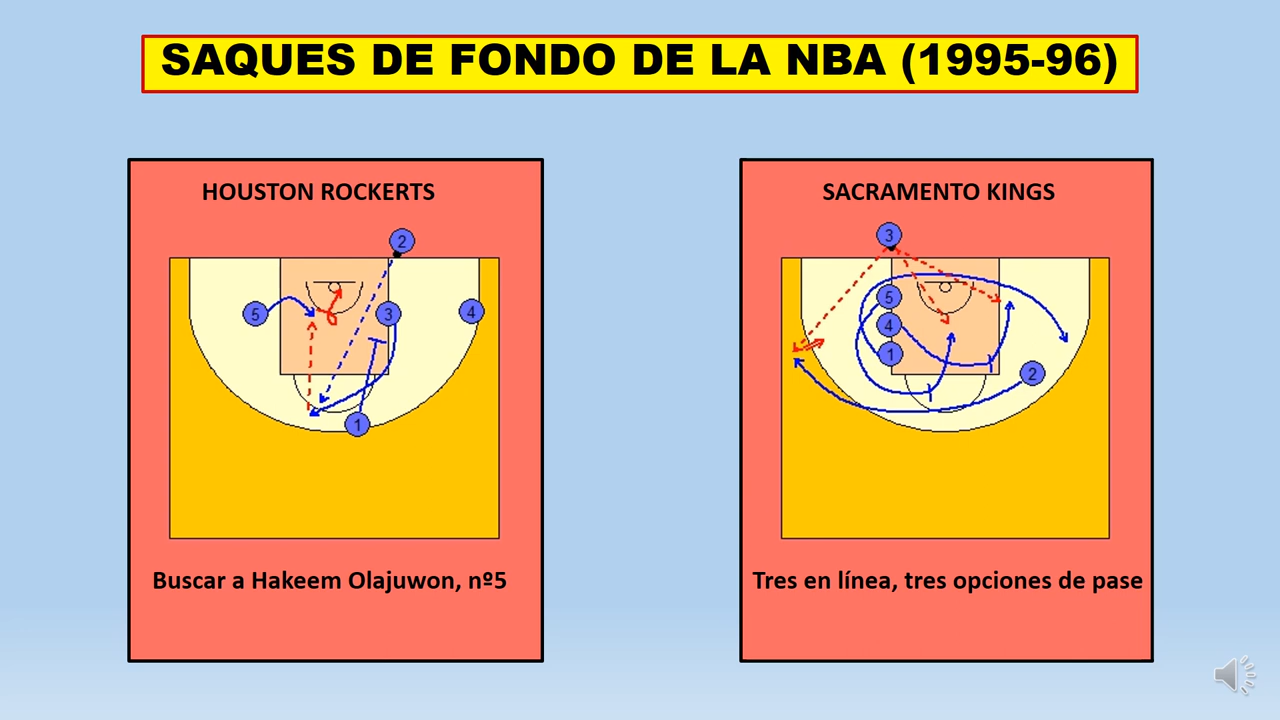 SAQUES DE FONDO DE LA NBA (1995-96)
HOUSTON ROCKERTS
2
5
3
4
1
Buscar a Hakeem Olajuwon, nº5
SACRAMENTO KINGS
3
5
4
1
2
Tres en línea, tres opciones de pase